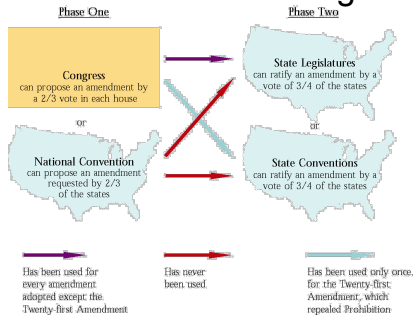 Phase One
Phase Two
Congress
can propose an amendment by
a 2/3 vote in each house
State Legislatures
can ratify an amendment by a
vote of 3/4 of the states
or
or
National Convention
can propose an amendment
requested by 2/3
of the states
State Conventions
can ratify an amendment by a
vote of 3/4 of the states
Has been used for
every amendment
adopted except the
Twenty-first Amendment
Has never
been used
Has been used only once,
for the Twenty-first
Amendment, which
repealed Prohibition